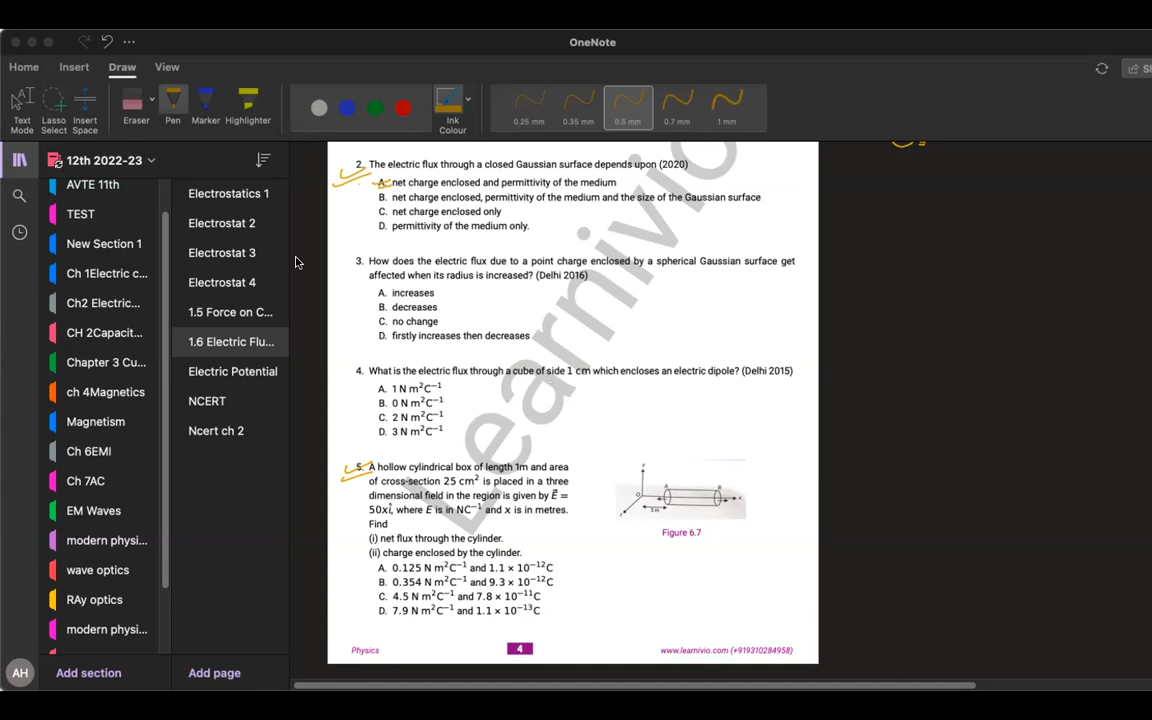 OneNote
Home Insert Draw View
Text Mode
Lasso Select
Insert Space
Eraser
Pen
Marker
Highlighter
Ink Colour
0.25 mm
0.35 mm
0.5 mm
0.7 mm
1 mm
12th 2022-23
AVTE 11th
TEST
New Section 1
Ch 1Electric c...
Ch2 Electric...
CH 2Capacit...
Chapter 3 Cu...
ch 4Magnetics
Magnetism
Ch 6EMI
Ch 7AC
EM Waves
modern physi...
wave optics
RAy optics
modern physi...
AH
Add section
Electrostatics 1
Electrostat 2
Electrostat 3
Electrostat 4
1.5 Force on C...
1.6 Electric Flu...
Electric Potential
NCERT
Ncert ch 2
Add page
2. The electric flux through a closed Gaussian surface depends upon (2020)
A. net charge enclosed and permittivity of the medium
B. net charge enclosed, permittivity of the medium and the size of the Gaussian surface
C. net charge enclosed only
D. permittivity of the medium only.
3. How does the electric flux due to a point charge enclosed by a spherical Gaussian surface get
affected when its radius is increased? (Delhi 2016)
A. increases
B. decreases
C. no change
D. firstly increases then decreases
4. What is the electric flux through a cube of side 1 cm which encloses an electric dipole? (Delhi 2015)
A. 1 N m²C⁻¹
B. 0 N m²C⁻¹
C. 2 N m²C⁻¹
D. 3 N m²C⁻¹
5. A hollow cylindrical box of length 1m and area
of cross-section 25 cm² is placed in a three
dimensional field in the region is given by E⃗ =
50xî, where E is in NC⁻¹ and x is in metres.
Find
(i) net flux through the cylinder.
(ii) charge enclosed by the cylinder.
A. 0.125 N m²C⁻¹ and 1.1 × 10⁻¹²C
B. 0.354 N m²C⁻¹ and 9.3 × 10⁻¹²C
C. 4.5 N m²C⁻¹ and 7.8 × 10⁻¹¹C
D. 7.9 N m²C⁻¹ and 1.1 × 10⁻¹³C
A B
O
1 m
Figure 6.7
Learnivio
Physics 4 www.learnivio.com (+919310284958)